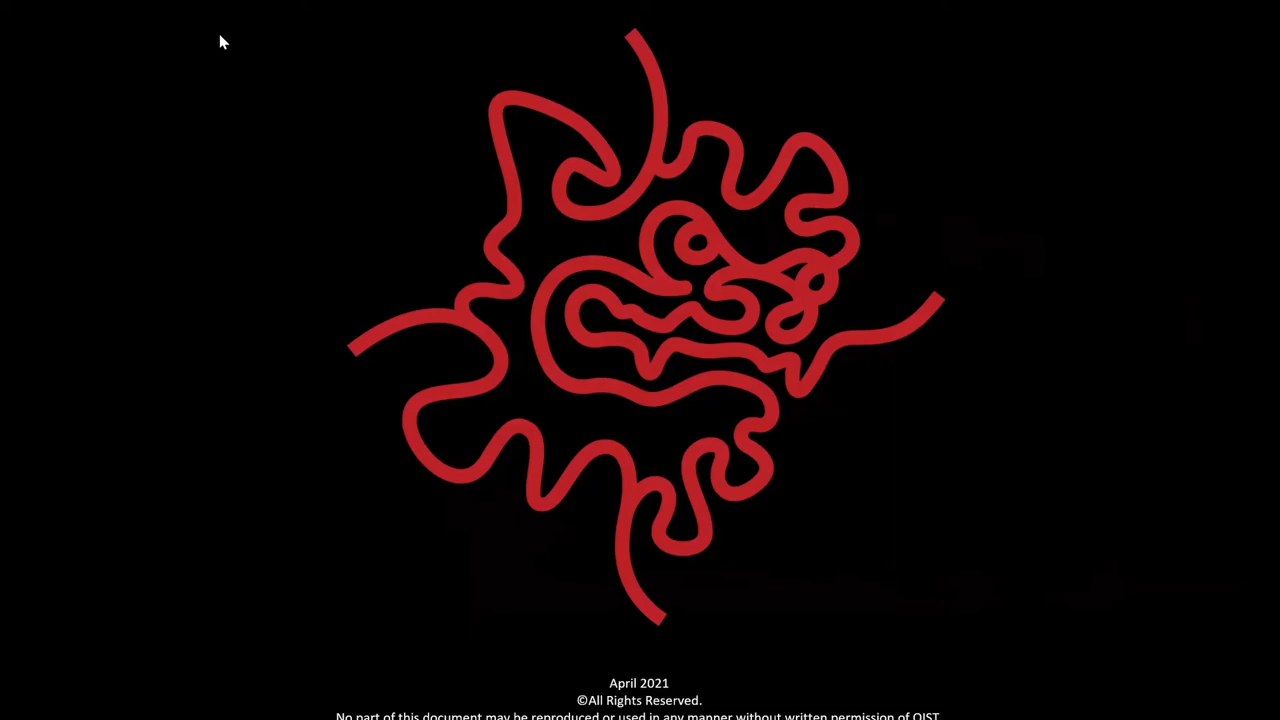 April 2021
©All Rights Reserved.
No part of this document may be reproduced or used in any manner without written permission of OIST